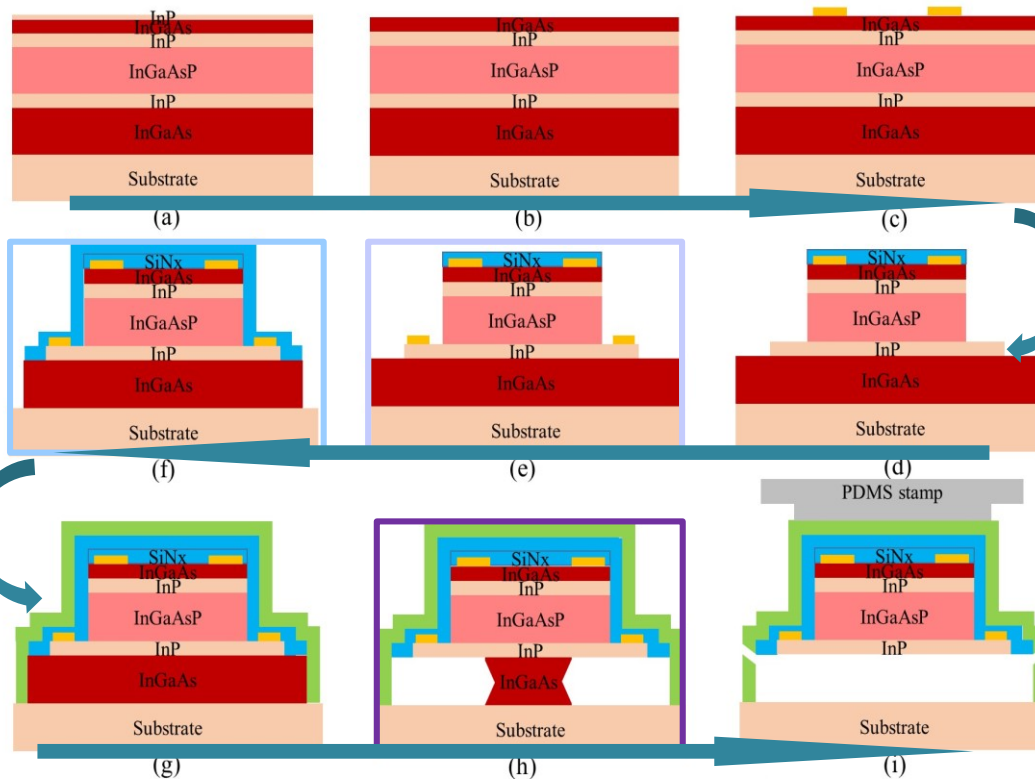 InP
InGaAs
InP
InGaAsP
InP
InGaAs
Substrate
(a)
InGaAs
InP
InGaAsP
InP
InGaAs
Substrate
(b)
InGaAs
InP
InGaAsP
InP
InGaAs
Substrate
(c)
SiNx
InGaAs
InP
InGaAsP
InP
InGaAs
Substrate
(f)
SiNx
InGaAs
InP
InGaAsP
InP
InGaAs
Substrate
(e)
SiNx
InGaAs
InP
InGaAsP
InP
InGaAs
Substrate
(d)
SiNx
InGaAs
InP
InGaAsP
InP
InGaAs
Substrate
(g)
SiNx
InGaAs
InP
InGaAsP
InP
InGaAs
Substrate
(h)
PDMS stamp
SiNx
InGaAs
InP
InGaAsP
InP
Substrate
(i)